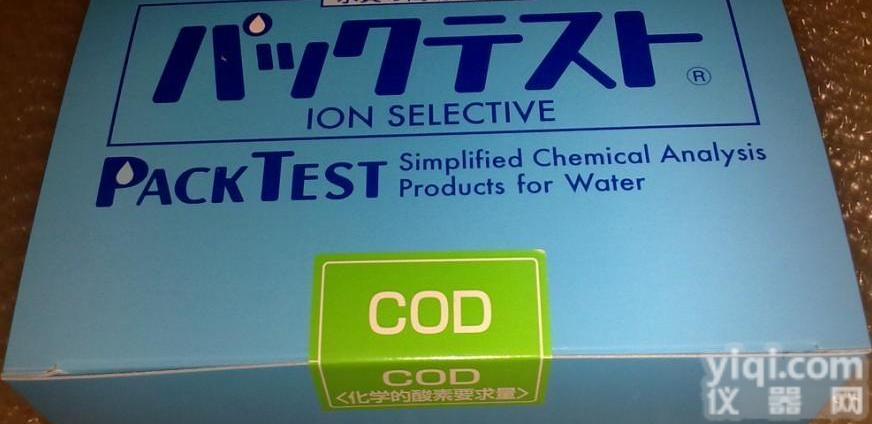 パックテスト®
ION SELECTIVE
PACKTEST Simplified Chemical Analysis
Products for Water
COD
COD
<化学的酸素要求量>
yiqi.com
仪器网